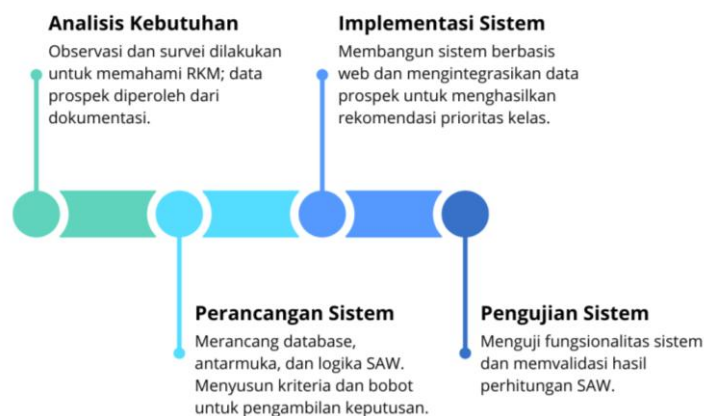 Analisis Kebutuhan
Observasi dan survei dilakukan
untuk memahami RKM; data
prospek diperoleh dari
dokumentasi.
Implementasi Sistem
Membangun sistem berbasis
web dan mengintegrasikan data
prospek untuk menghasilkan
rekomendasi prioritas kelas.
Perancangan Sistem
Merancang database,
antarmuka, dan logika SAW.
Menyusun kriteria dan bobot
untuk pengambilan keputusan.
Pengujian Sistem
Menguji fungsionalitas sistem
dan memvalidasi hasil
perhitungan SAW.